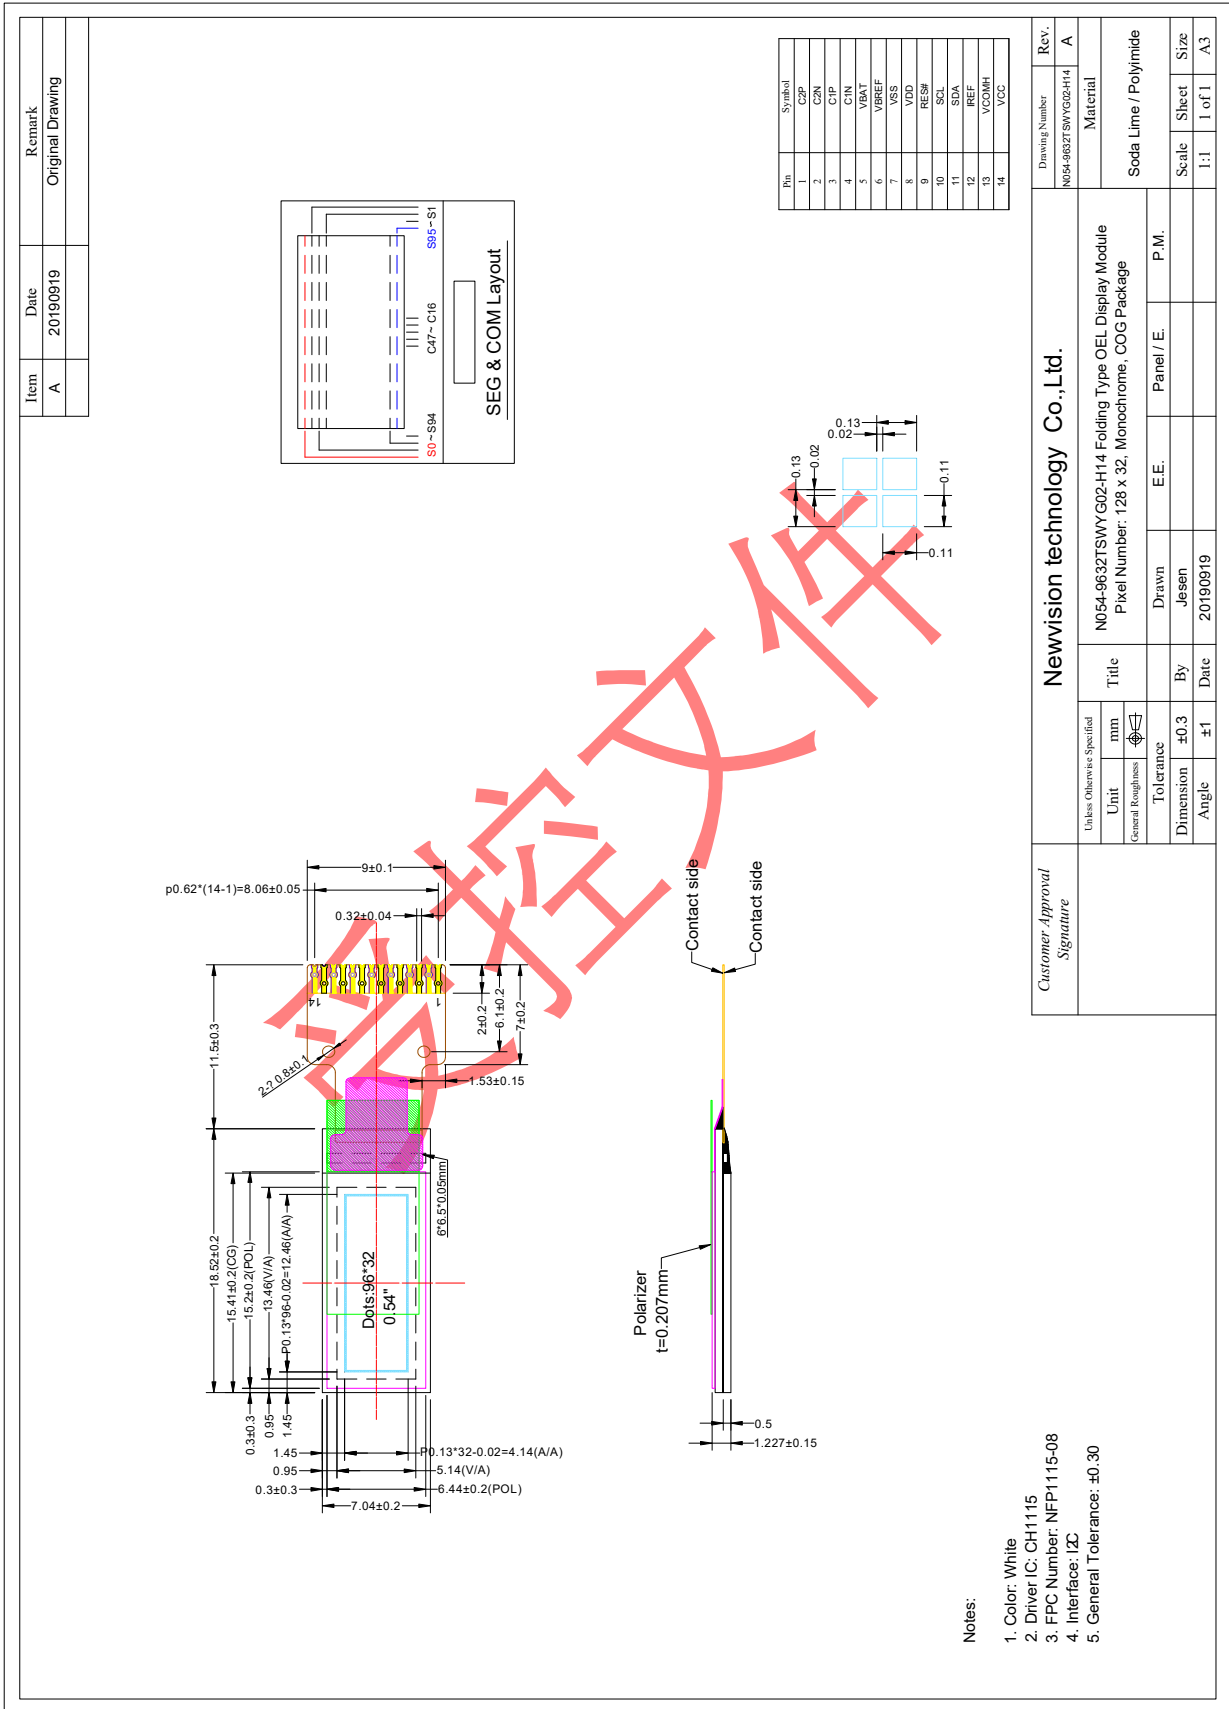 Item Date Remark
A 20190919 Original Drawing
S0~S94 C47~ C16 S95~S1
SEG & COM Layout
Pin Symbol
1 C2P
2 C2N
3 C1P
4 C1N
5 VBAT
6 VBREF
7 VSS
8 VDD
9 RES#
10 SCL
11 SDA
12 IREF
13 VCOMH
14 VCC
0.13
0.02
0.13
0.02
0.11
0.11
受控文件
9±0.1
p0.62*(14-1)=8.06±0.05
0.32±0.04
14
1
2±0.2
6.1±0.2
7±0.2
11.5±0.3
2-? 0.8±0.1
1.53±0.15
6*6.5*0.05mm
18.52±0.2
15.41±0.2(CG)
15.2±0.2(POL)
13.46(V/A)
P0.13*96-0.02=12.46(A/A)
Dots:96*32
0.54"
0.3±0.3
0.95
1.45
1.45
P0.13*32-0.02=4.14(A/A)
0.95
5.14(V/A)
0.3±0.3
6.44±0.2(POL)
7.04±0.2
Contact side
Contact side
Polarizer
t=0.207mm
0.5
1.227±0.15
Notes:
1. Color: White
2. Driver IC: CH1115
3. FPC Number: NFP1115-08
4. Interface: I2C
5. General Tolerance: ±0.30
Customer Approval
Signature
Newvision technology Co.,Ltd.
Drawing Number Rev.
N054-9632TSWYG02-H14 A
Unless Otherwise Specified
Unit mm
General Roughness
Tolerance
Dimension ±0.3
Angle ±1
Title
N054-9632TSWYG02-H14 Folding Type OEL Display Module
Pixel Number: 128 x 32, Monochrome, COG Package
Material
Soda Lime / Polyimide
Drawn E.E. Panel / E. P.M.
By Jesen
Date 20190919
Scale Sheet Size
1:1 1 of 1 A3